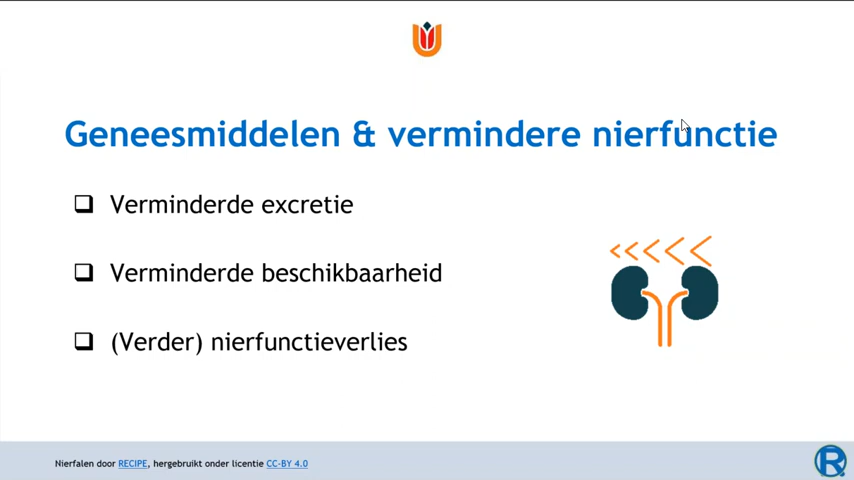 Geneesmiddelen & vermindere nierfunctie
Verminderde excretie
Verminderde beschikbaarheid
(Verder) nierfunctieverlies
Nierfalen door RECIPE, hergebruikt onder licentie CC-BY 4.0
R